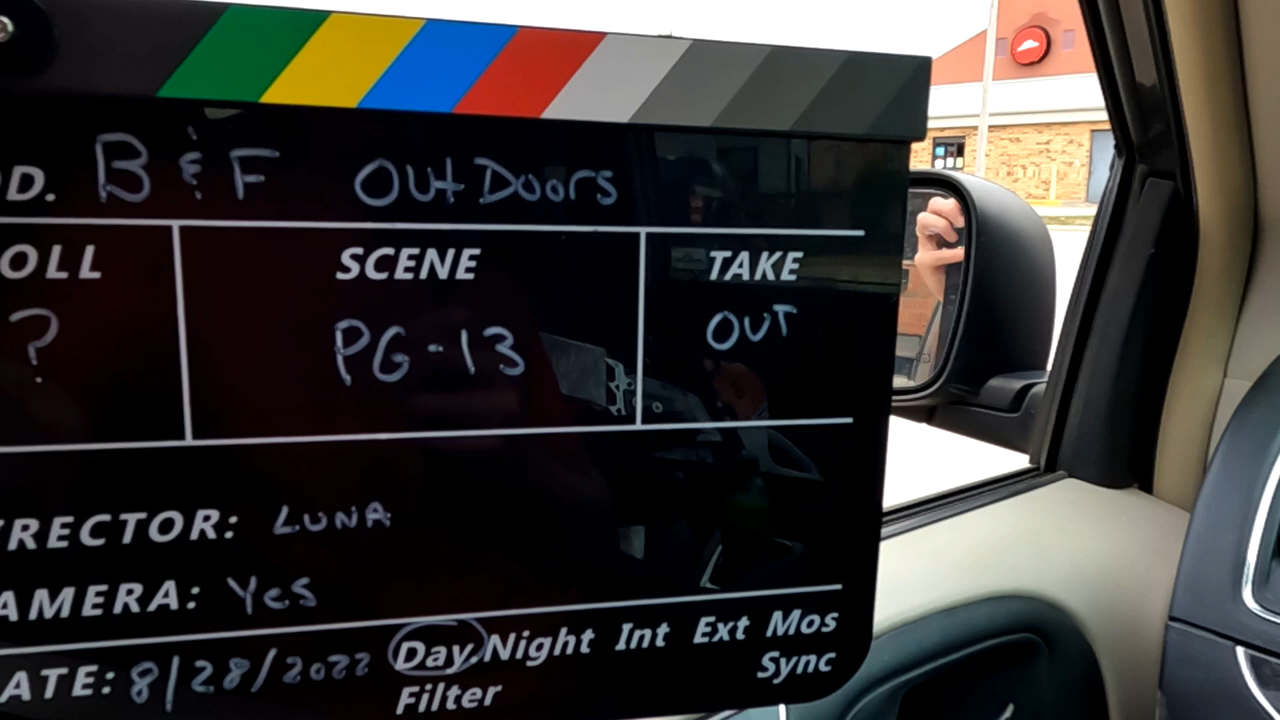 D. B & F OutDoors
OLL SCENE TAKE
? PG-13 OUT
RECTOR: LUNA
AMERA: Yes
ATE: 8/28/2022 Day Night Int Ext Mos
Filter Sync